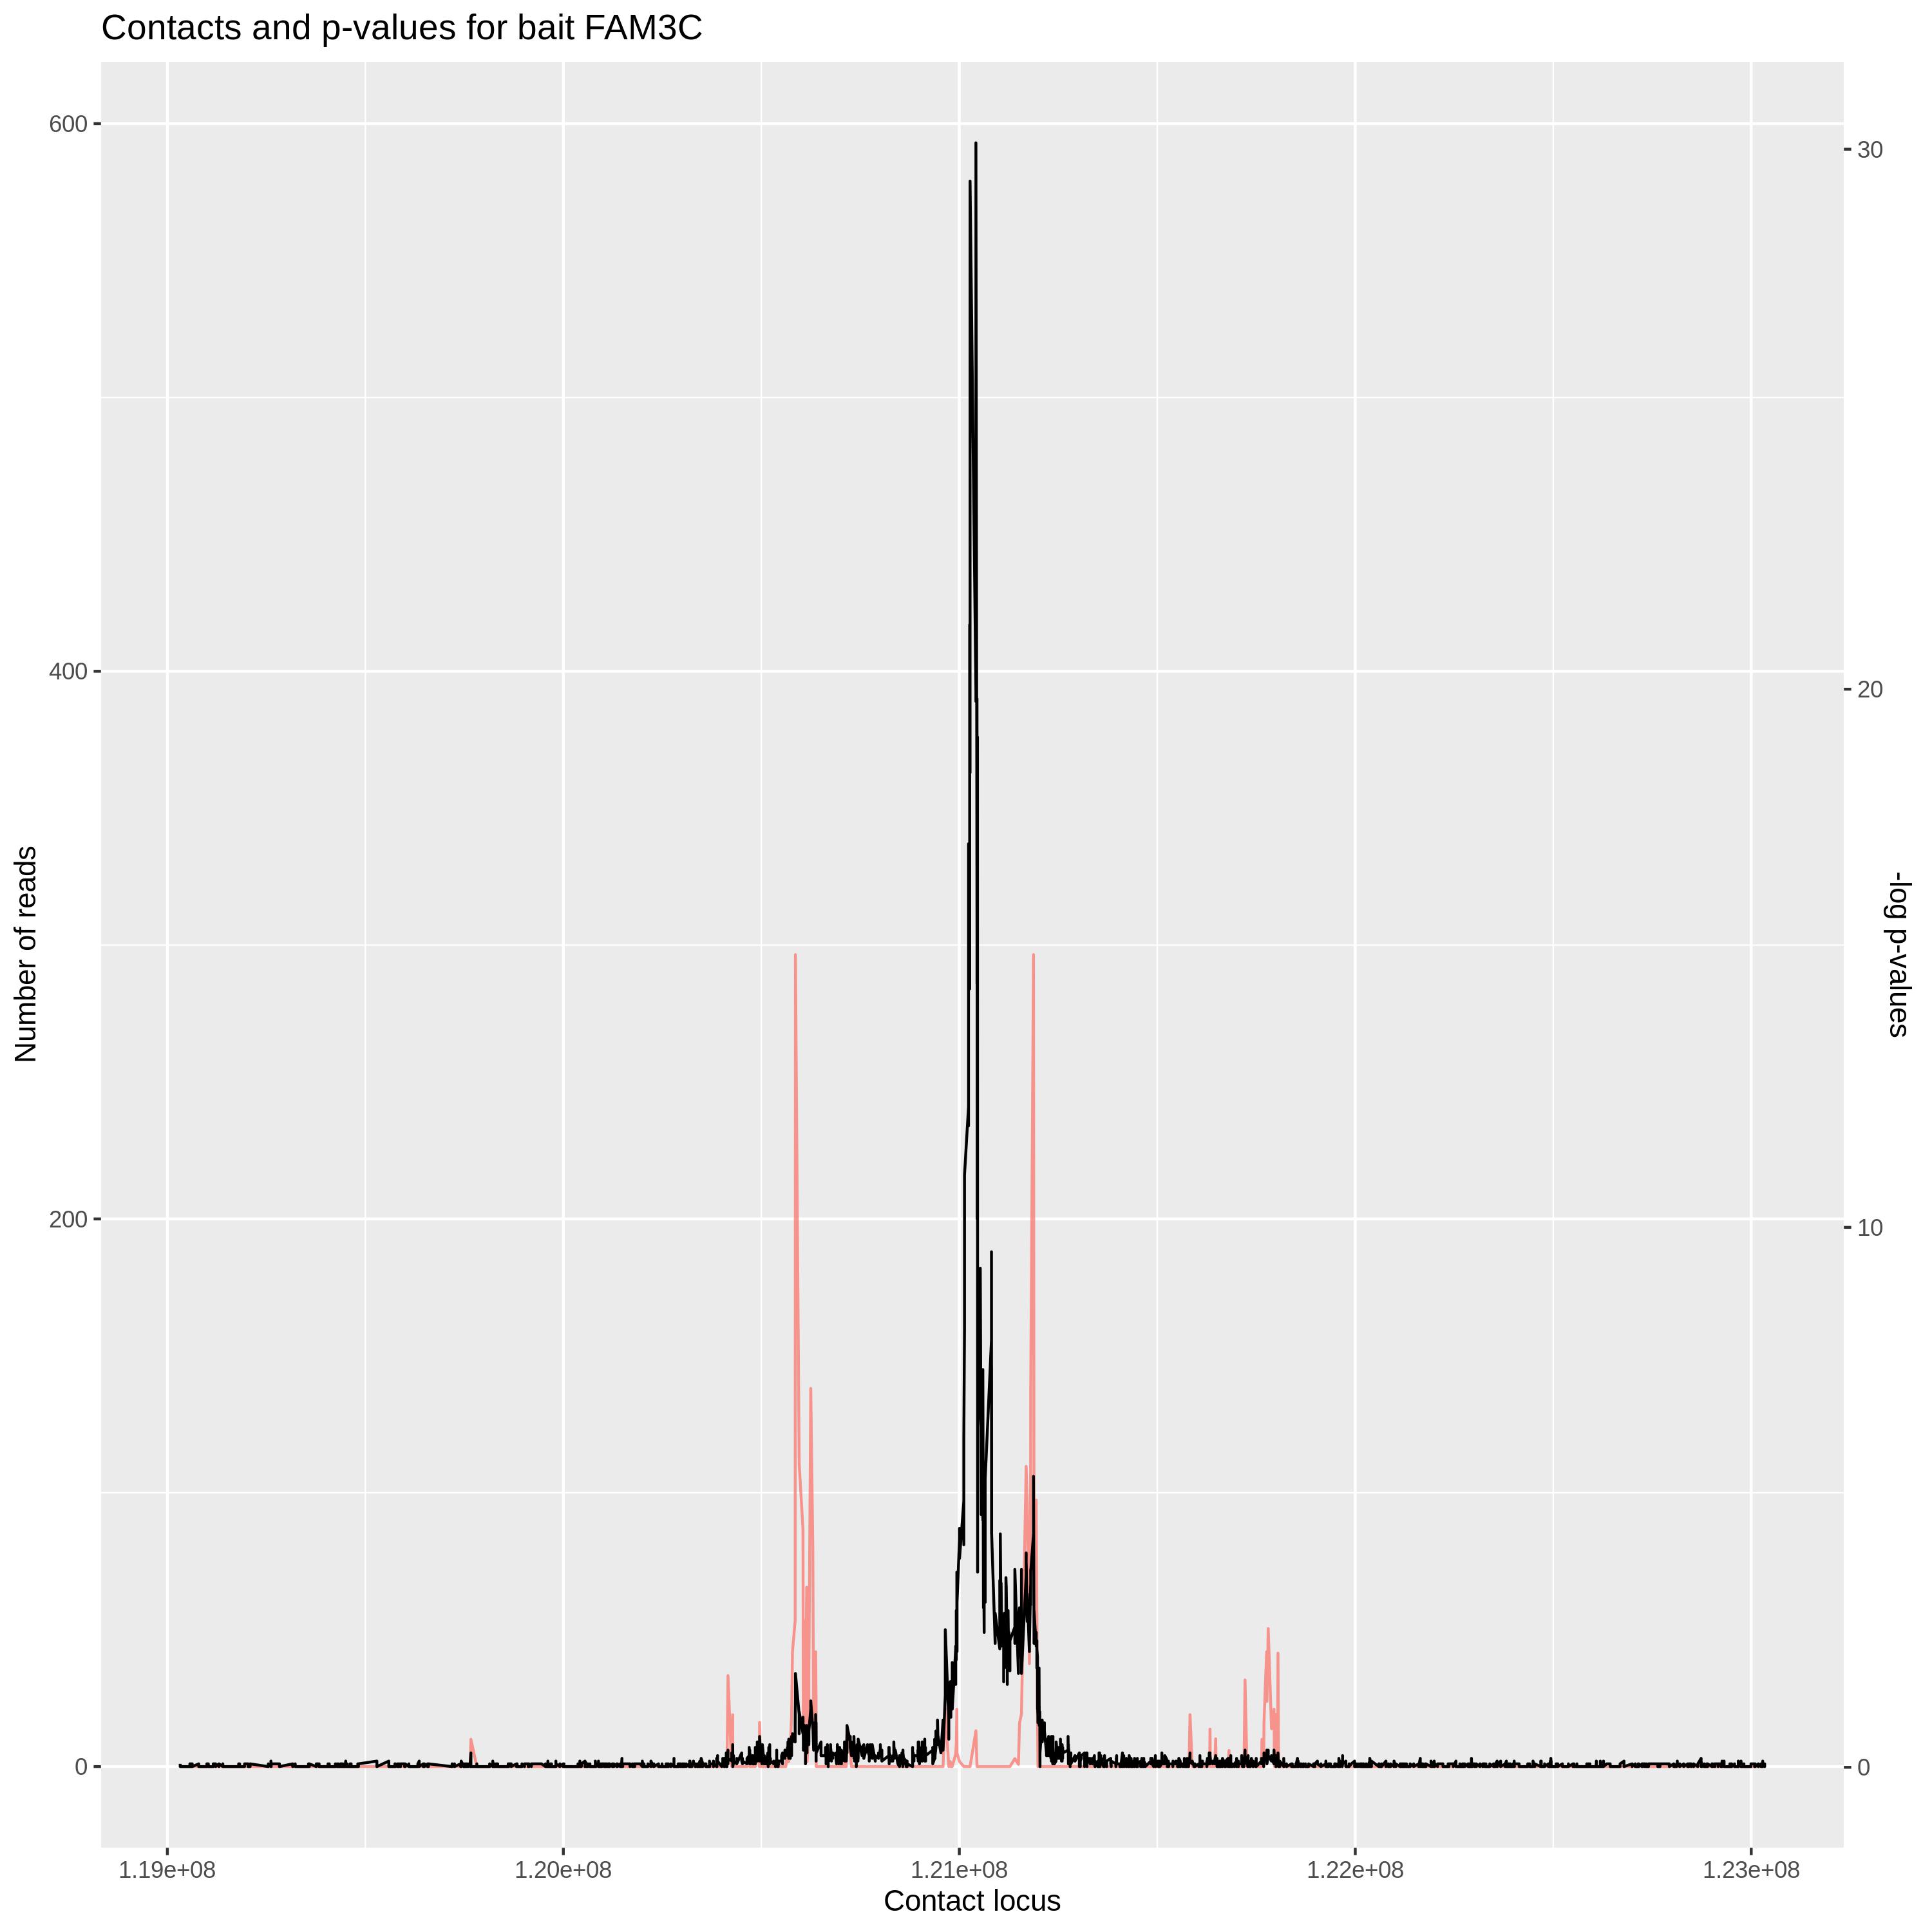 Contacts and p-values for bait FAM3C
600
400
200
0
Number of reads
30
20
10
0
-log p-values
1.19e+08
1.20e+08
1.21e+08
1.22e+08
1.23e+08
Contact locus